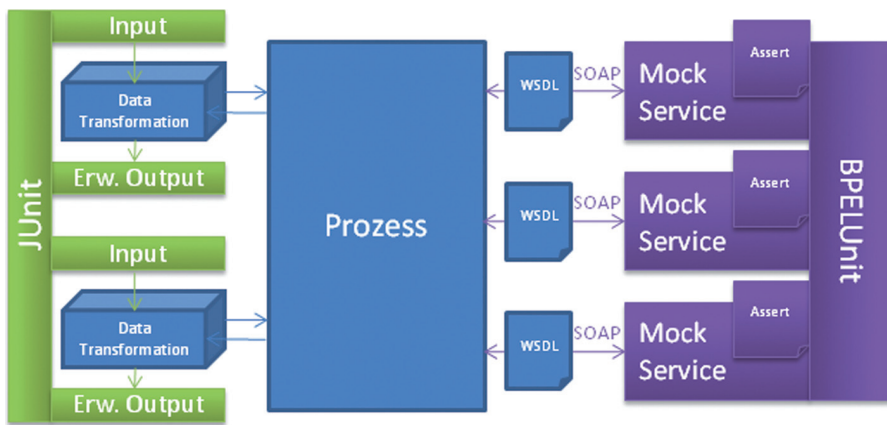 JUnit
Input
Data
Transformation
Erw. Output
Input
Data
Transformation
Erw. Output
Prozess
WSDL
SOAP
Mock
Service
Assert
WSDL
SOAP
Mock
Service
Assert
WSDL
SOAP
Mock
Service
Assert
BPELUnit